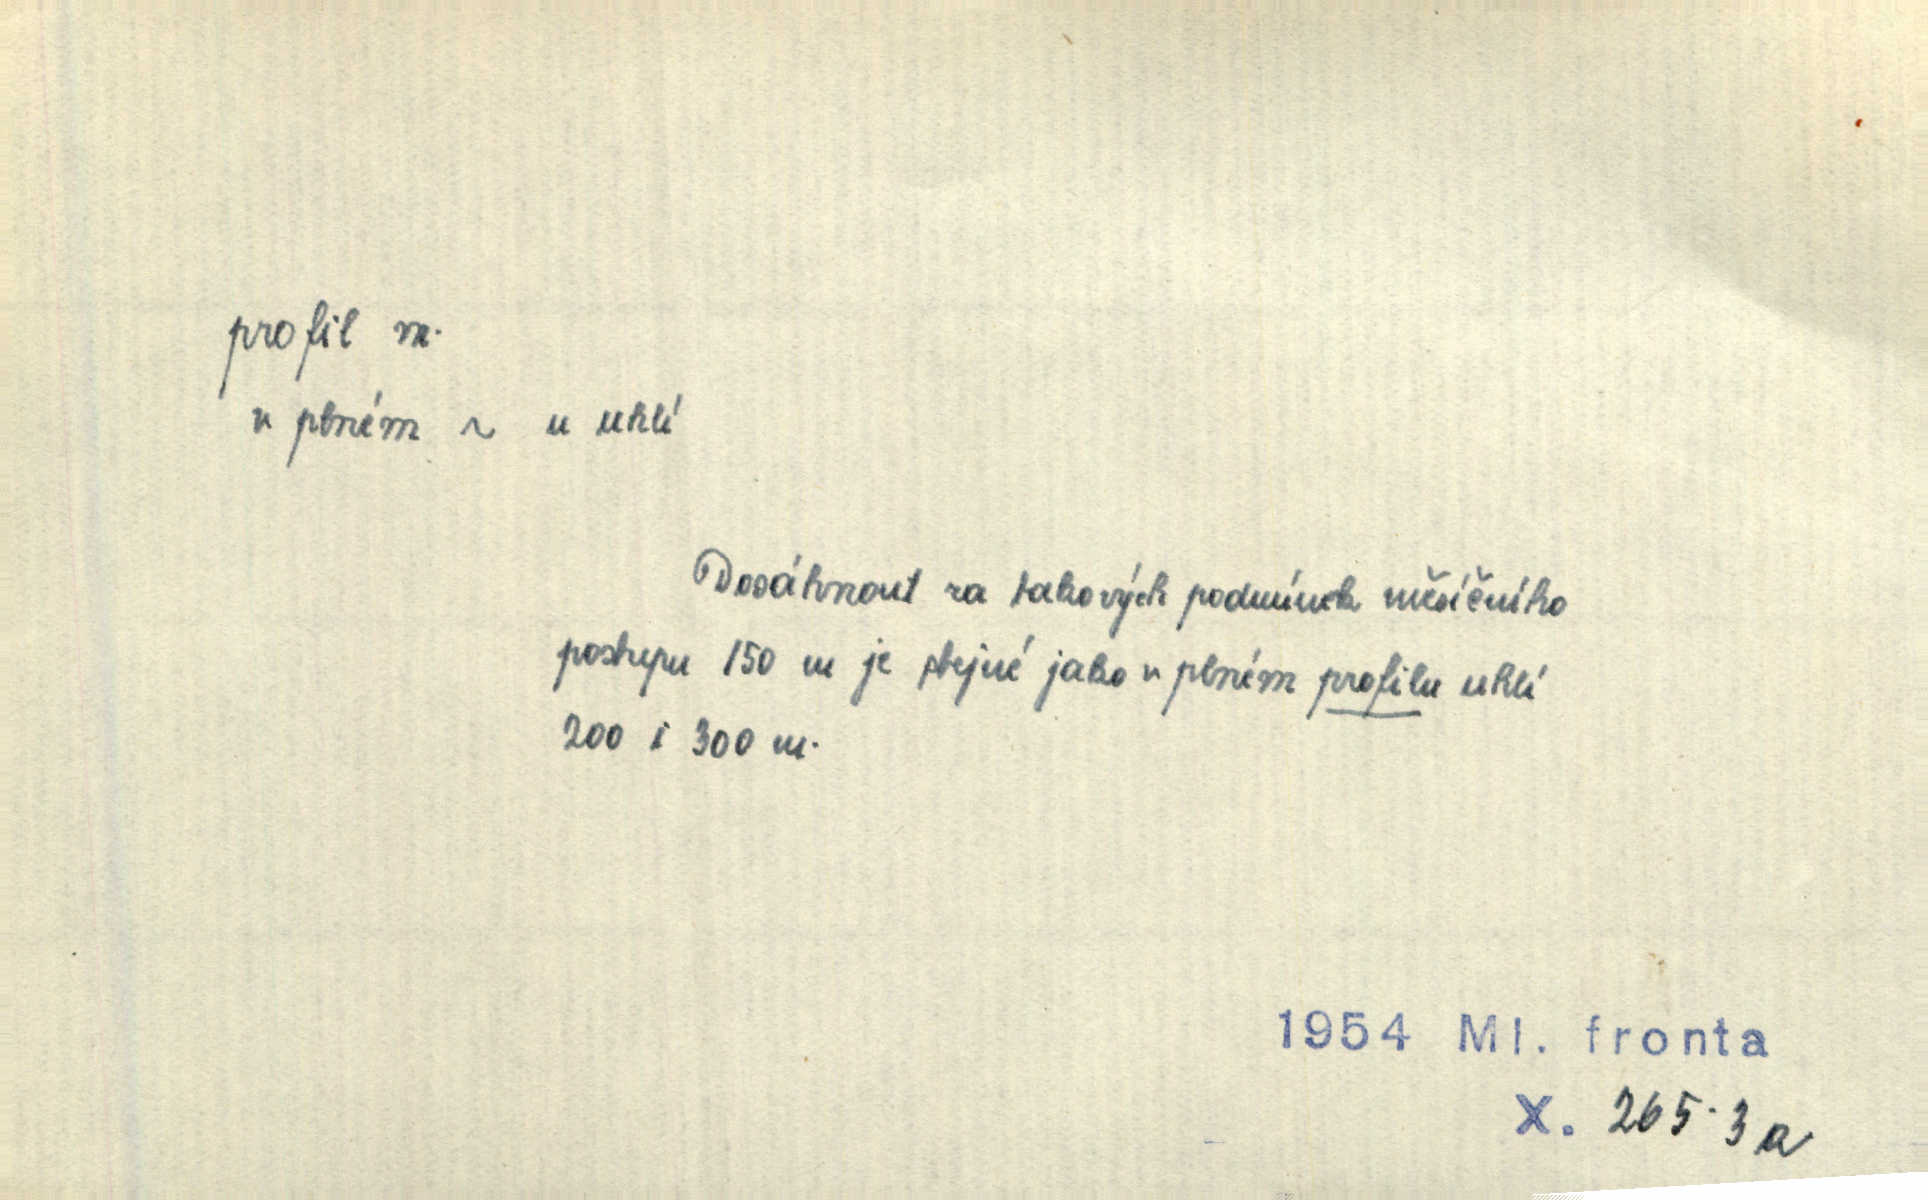 profil m.
v plném ~ u uhlí
Dosáhnout za takových podmínek měsíčního
postupu 150 m je stejné jako v plném profilu uhlí
200 i 300 m.
1954 Ml. fronta
X. 265.3a